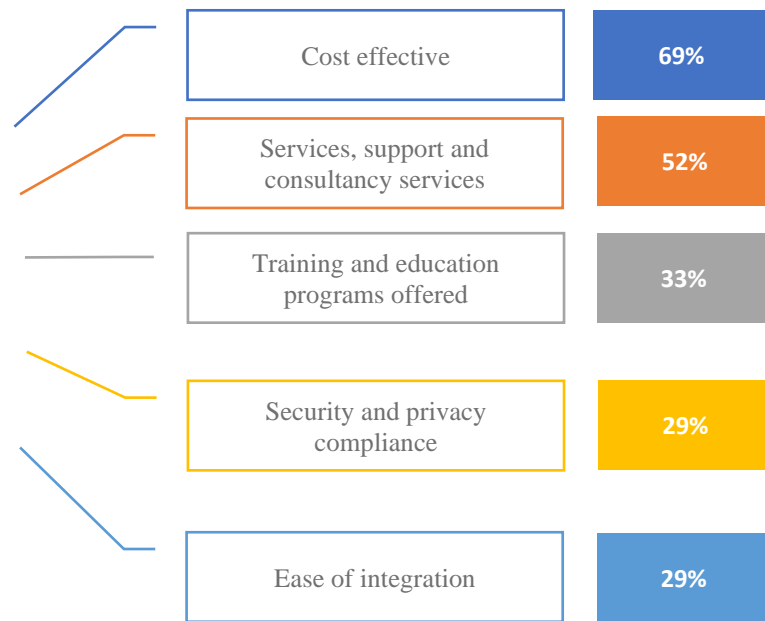 Cost effective
69%
Services, support and
consultancy services
52%
Training and education
programs offered
33%
Security and privacy
compliance
29%
Ease of integration
29%